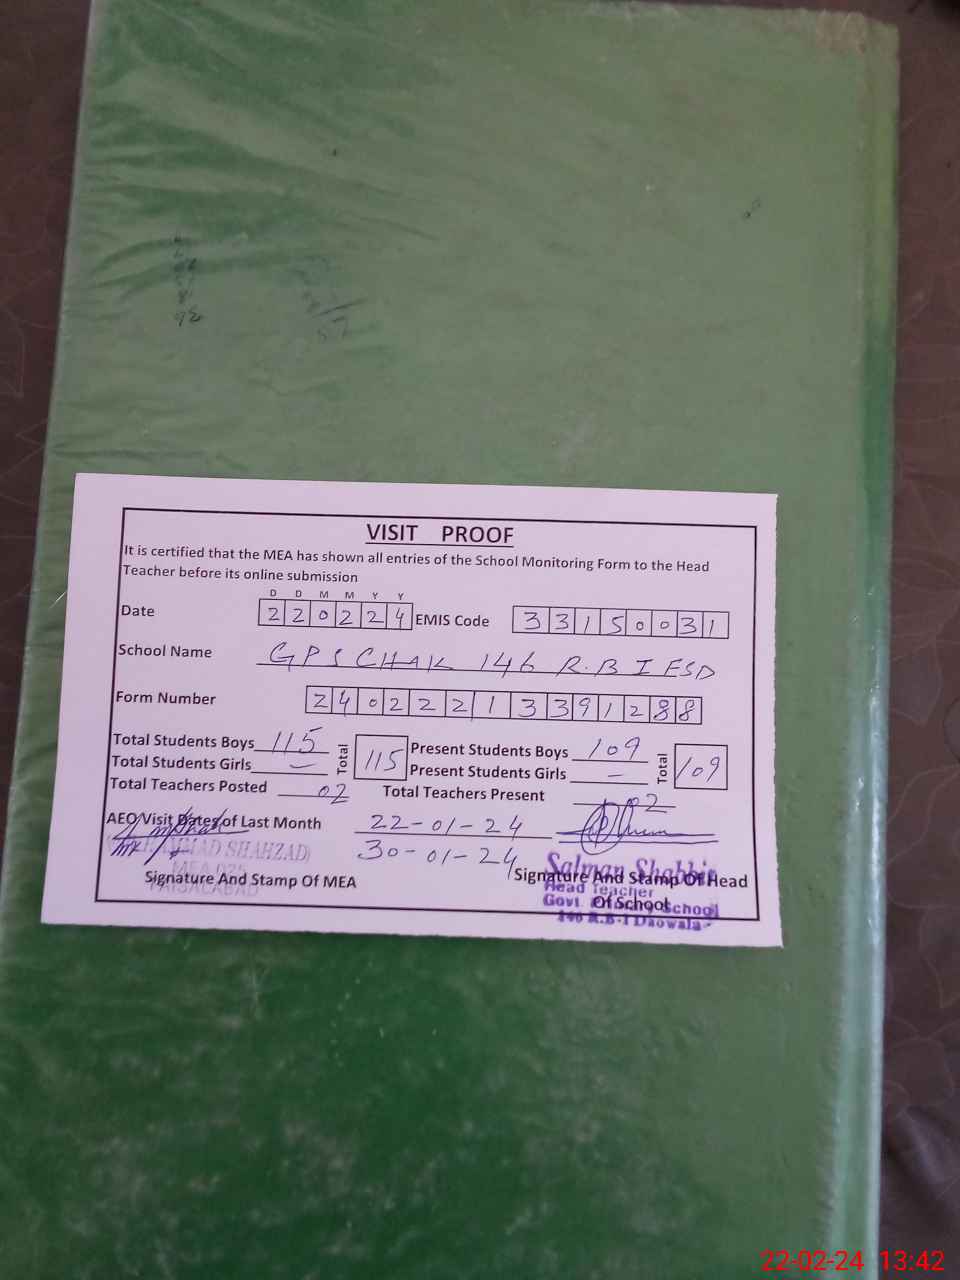 VISIT PROOF
It is certified that the MEA has shown all entries of the School Monitoring Form to the Head
Teacher before its online submission
D D M M Y Y
Date 2 2 0 2 2 4 EMIS Code 3 3 1 5 0 0 3 1
School Name GPS CHAK 146 R.B I FSD
Form Number 2 4 0 2 2 2 1 3 3 9 1 2 8 8
Total Students Boys 115 Total 115 Present Students Boys 109 Total 109
Total Students Girls - Present Students Girls -
Total Teachers Posted 02 Total Teachers Present 02
AEO Visit Dates of Last Month 22-01-24
30-01-24
SHAHZAD)
FAISALABAD
Signature And Stamp Of MEA
Salman Shabbir
Signature And Stamp Of Head
Head Teacher
Of School
Govt. School
146 R.B-I Daowala
22-02-24 13:42